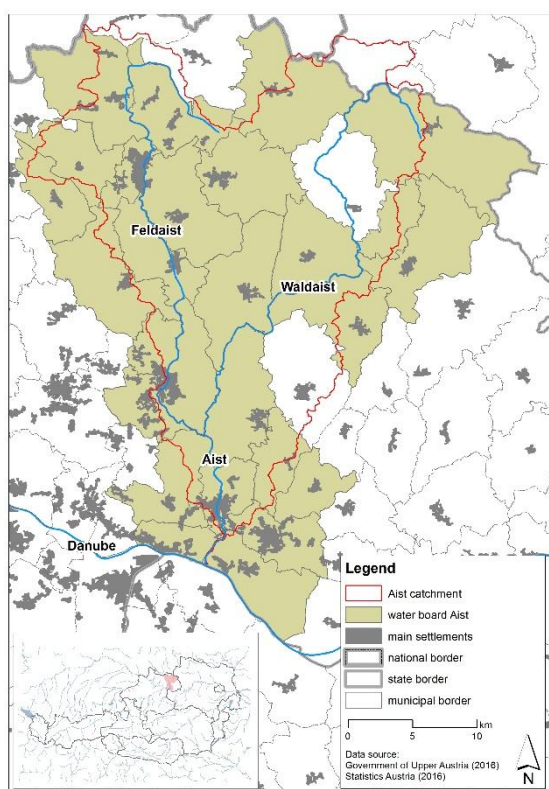 Feldaist
Waldaist
Aist
Danube
Legend
Aist catchment
water board Aist
main settlements
national border
state border
municipal border
0 5 10
km
Data source:
Government of Upper Austria (2016)
Statistics Austria (2016)
N